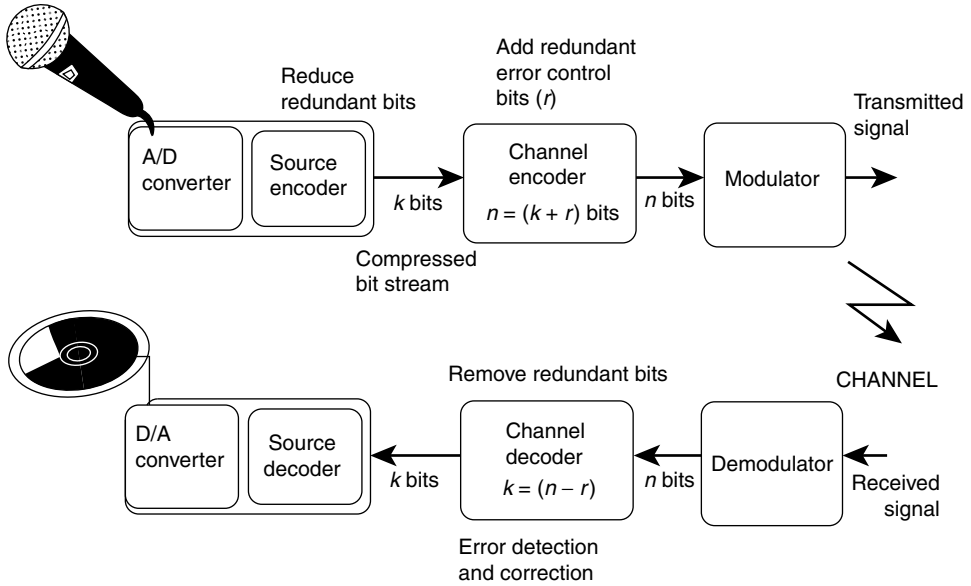 Reduce
redundant bits
Add redundant
error control
bits (r)
Transmitted
signal
A/D
converter
Source
encoder
k bits
Channel
encoder
n = (k + r) bits
n bits
Modulator
Compressed
bit stream
CHANNEL
Remove redundant bits
D/A
converter
Source
decoder
k bits
Channel
decoder
k = (n − r)
n bits
Demodulator
Received
signal
Error detection
and correction